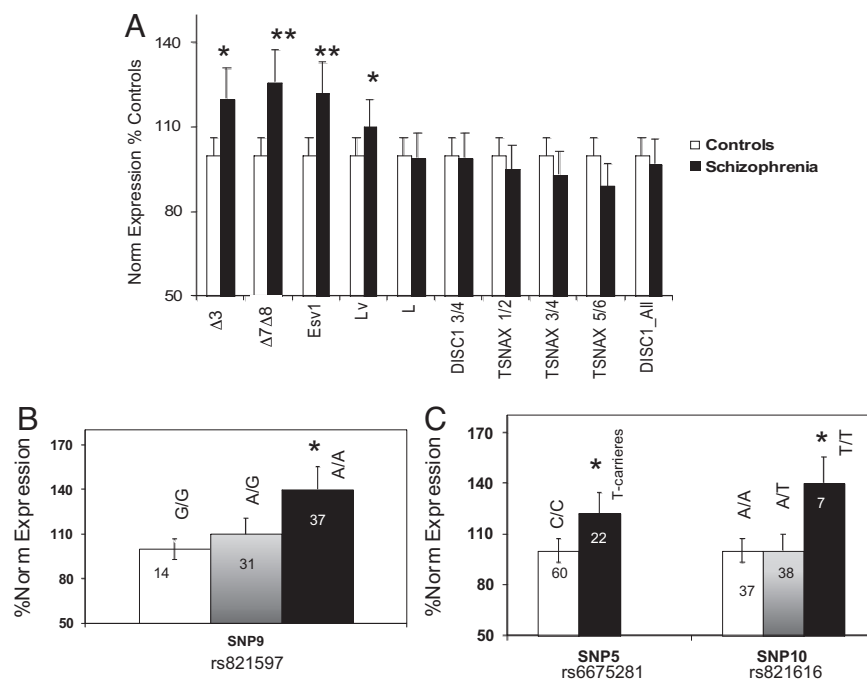 A
Norm Expression % Controls
140
110
80
50
*
**
**
*
Δ3
Δ7Δ8
Esv1
Lv
L
DISC1 3/4
TSNAX 1/2
TSNAX 3/4
TSNAX 5/6
DISC1_All
Controls
Schizophrenia
B
%Norm Expression
170
140
110
80
50
G/G
A/G
*
A/A
14
31
37
SNP9
rs821597
C
%Norm Expression
170
140
110
80
50
C/C
*
T-carrieres
60
22
A/A
A/T
*
T/T
37
38
7
SNP5
rs6675281
SNP10
rs821616